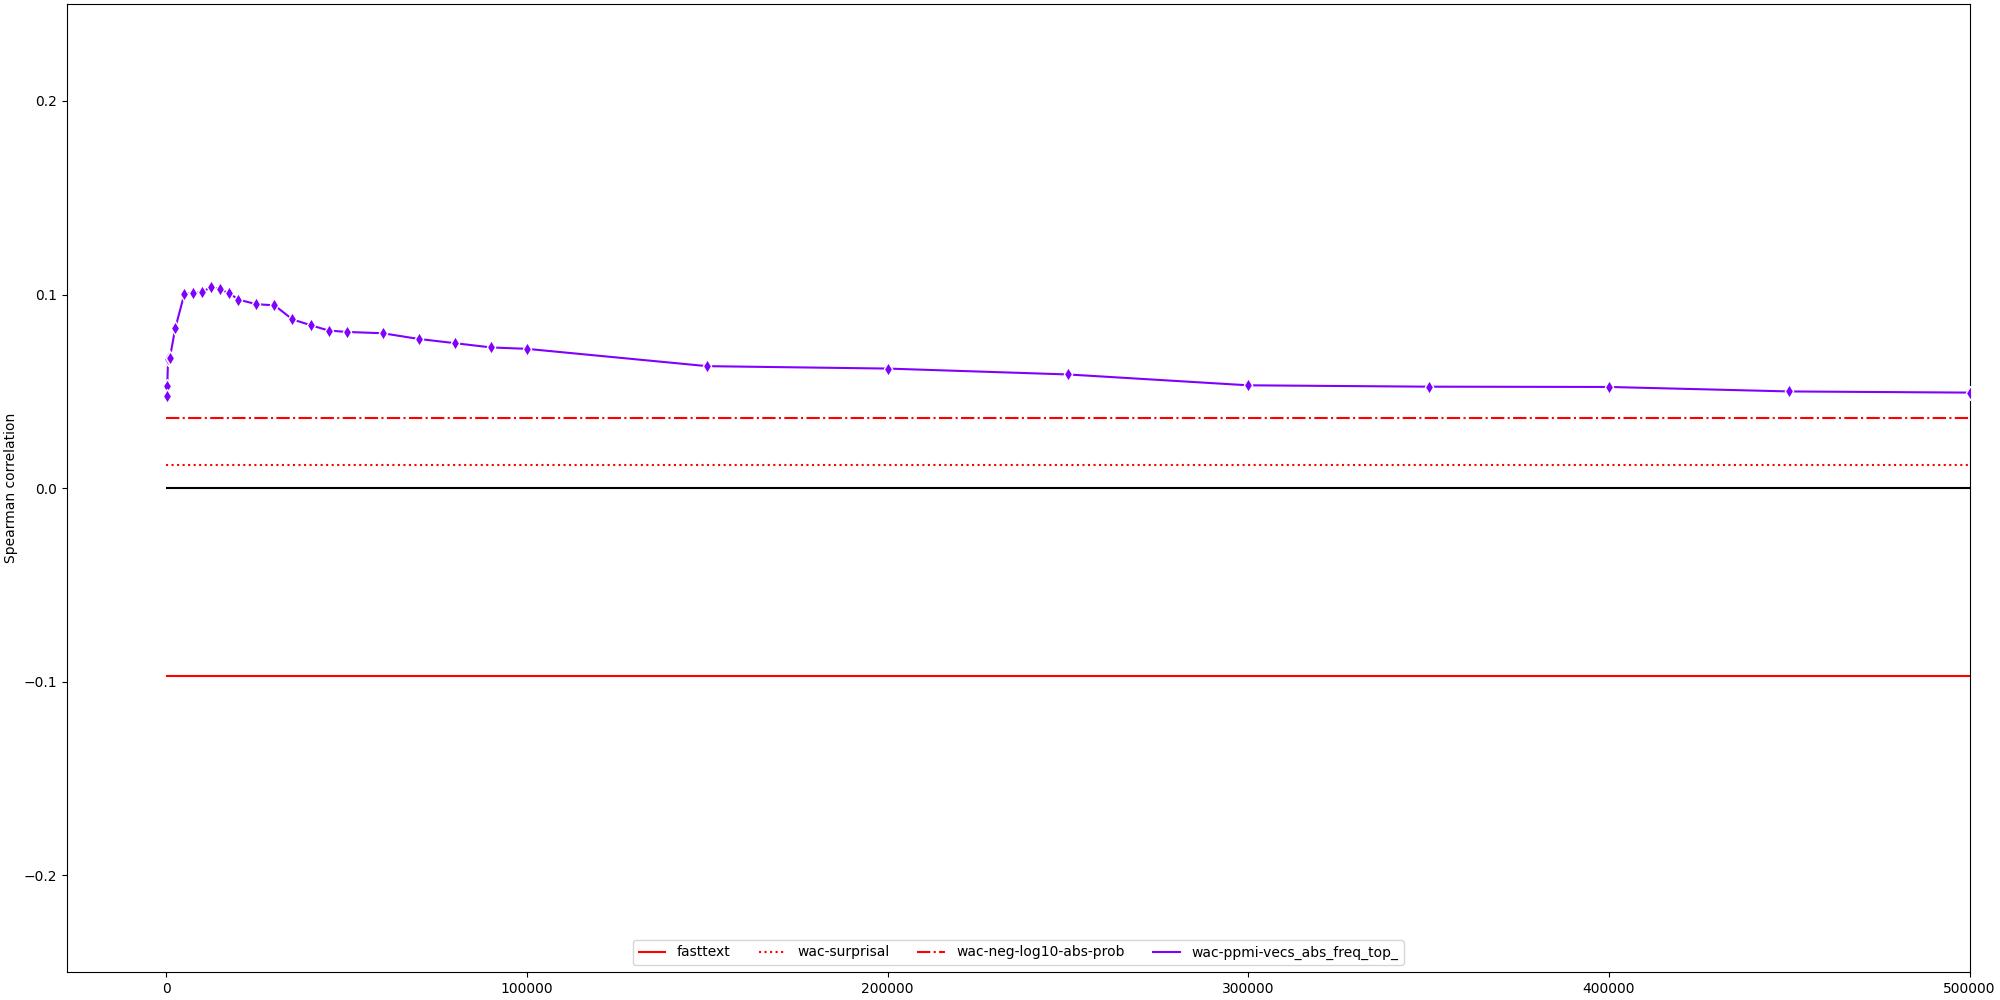 0.2
0.1
0.0
−0.1
−0.2
Spearman correlation
fasttext wac-surprisal wac-neg-log10-abs-prob wac-ppmi-vecs_abs_freq_top_
0 100000 200000 300000 400000 500000